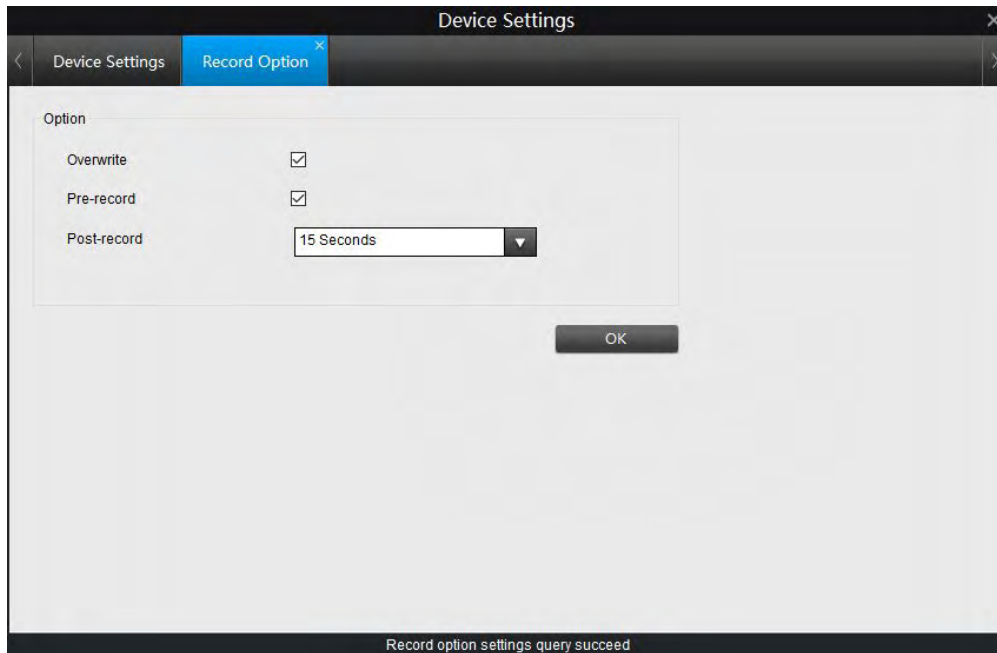 Device Settings
Device Settings
Record Option
Option
Overwrite
Pre-record
Post-record
15 Seconds
OK
Record option settings query succeed